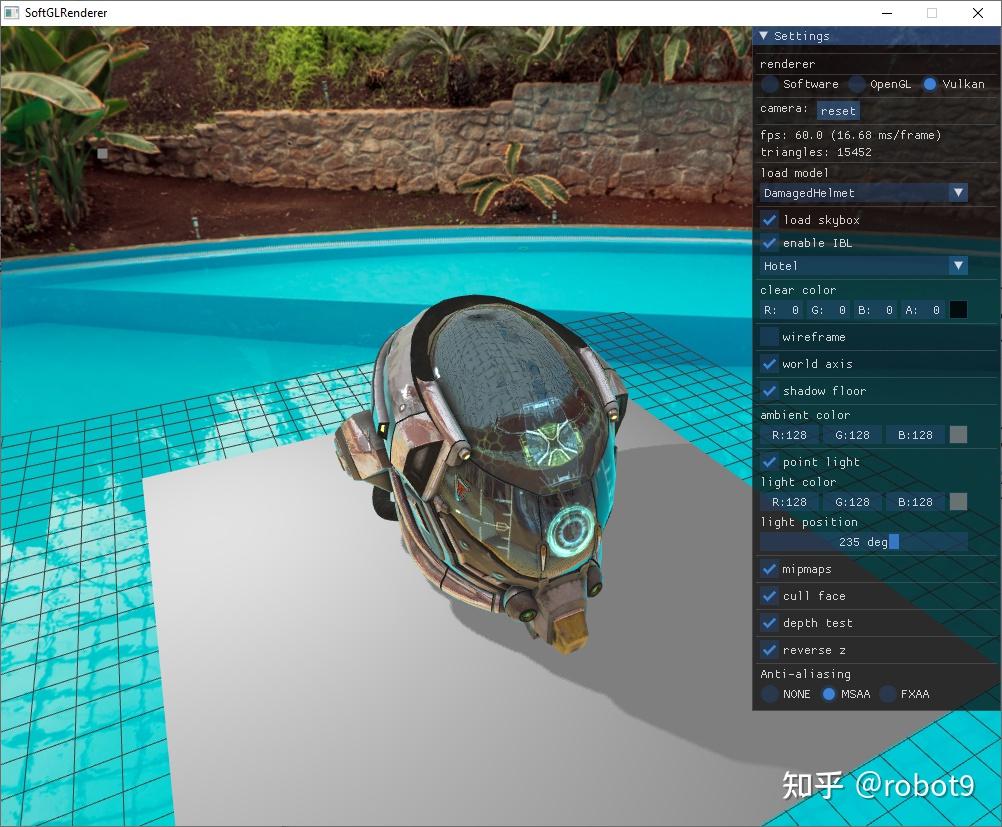 SoftGLRenderer
Settings
renderer
Software OpenGL Vulkan
camera: reset
fps: 60.0 (16.68 ms/frame)
triangles: 15452
load model
DamagedHelmet
load skybox
enable IBL
Hotel
clear color
R: 0 G: 0 B: 0 A: 0
wireframe
world axis
shadow floor
ambient color
R:128 G:128 B:128
point light
light color
R:128 G:128 B:128
light position
235 deg
mipmaps
cull face
depth test
reverse z
Anti-aliasing
NONE MSAA FXAA
知乎 @robot9